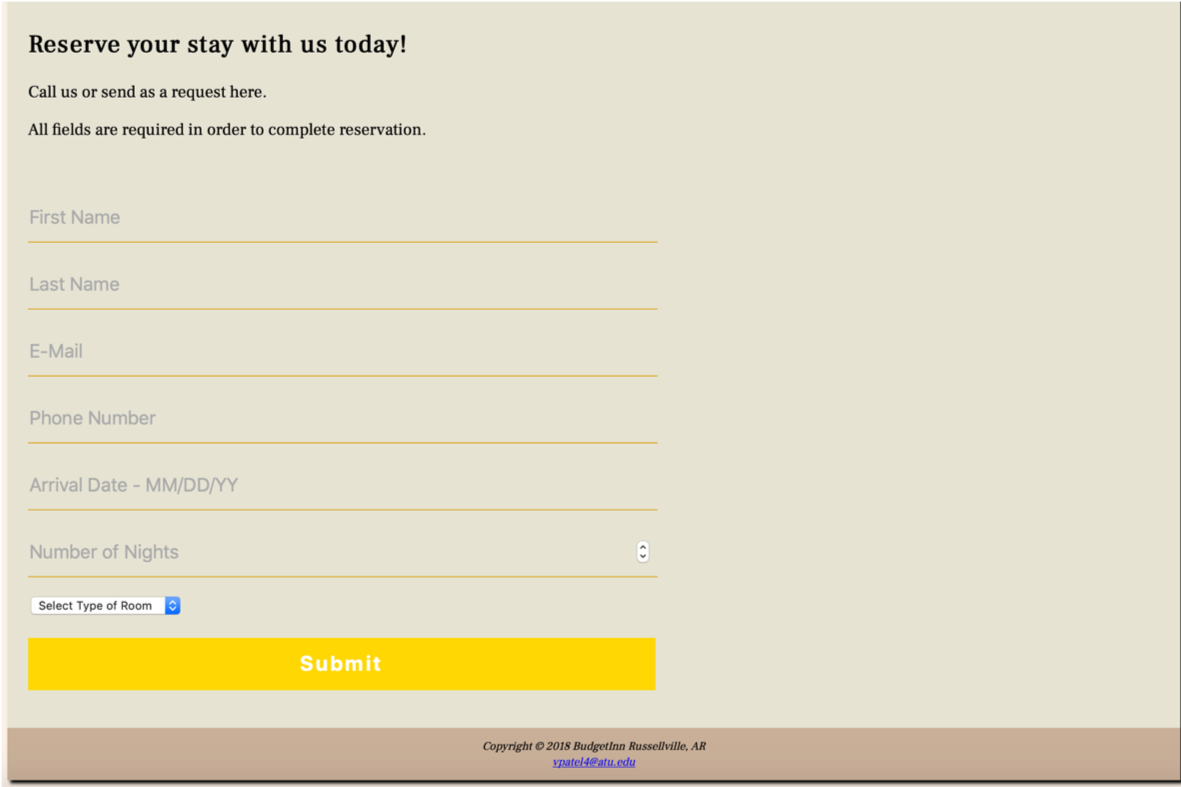 Reserve your stay with us today!
Call us or send as a request here.
All fields are required in order to complete reservation.
First Name
Last Name
E-Mail
Phone Number
Arrival Date - MM/DD/YY
Number of Nights
Select Type of Room
Submit
Copyright © 2018 BudgetInn Russellville, AR
vpatel4@atu.edu